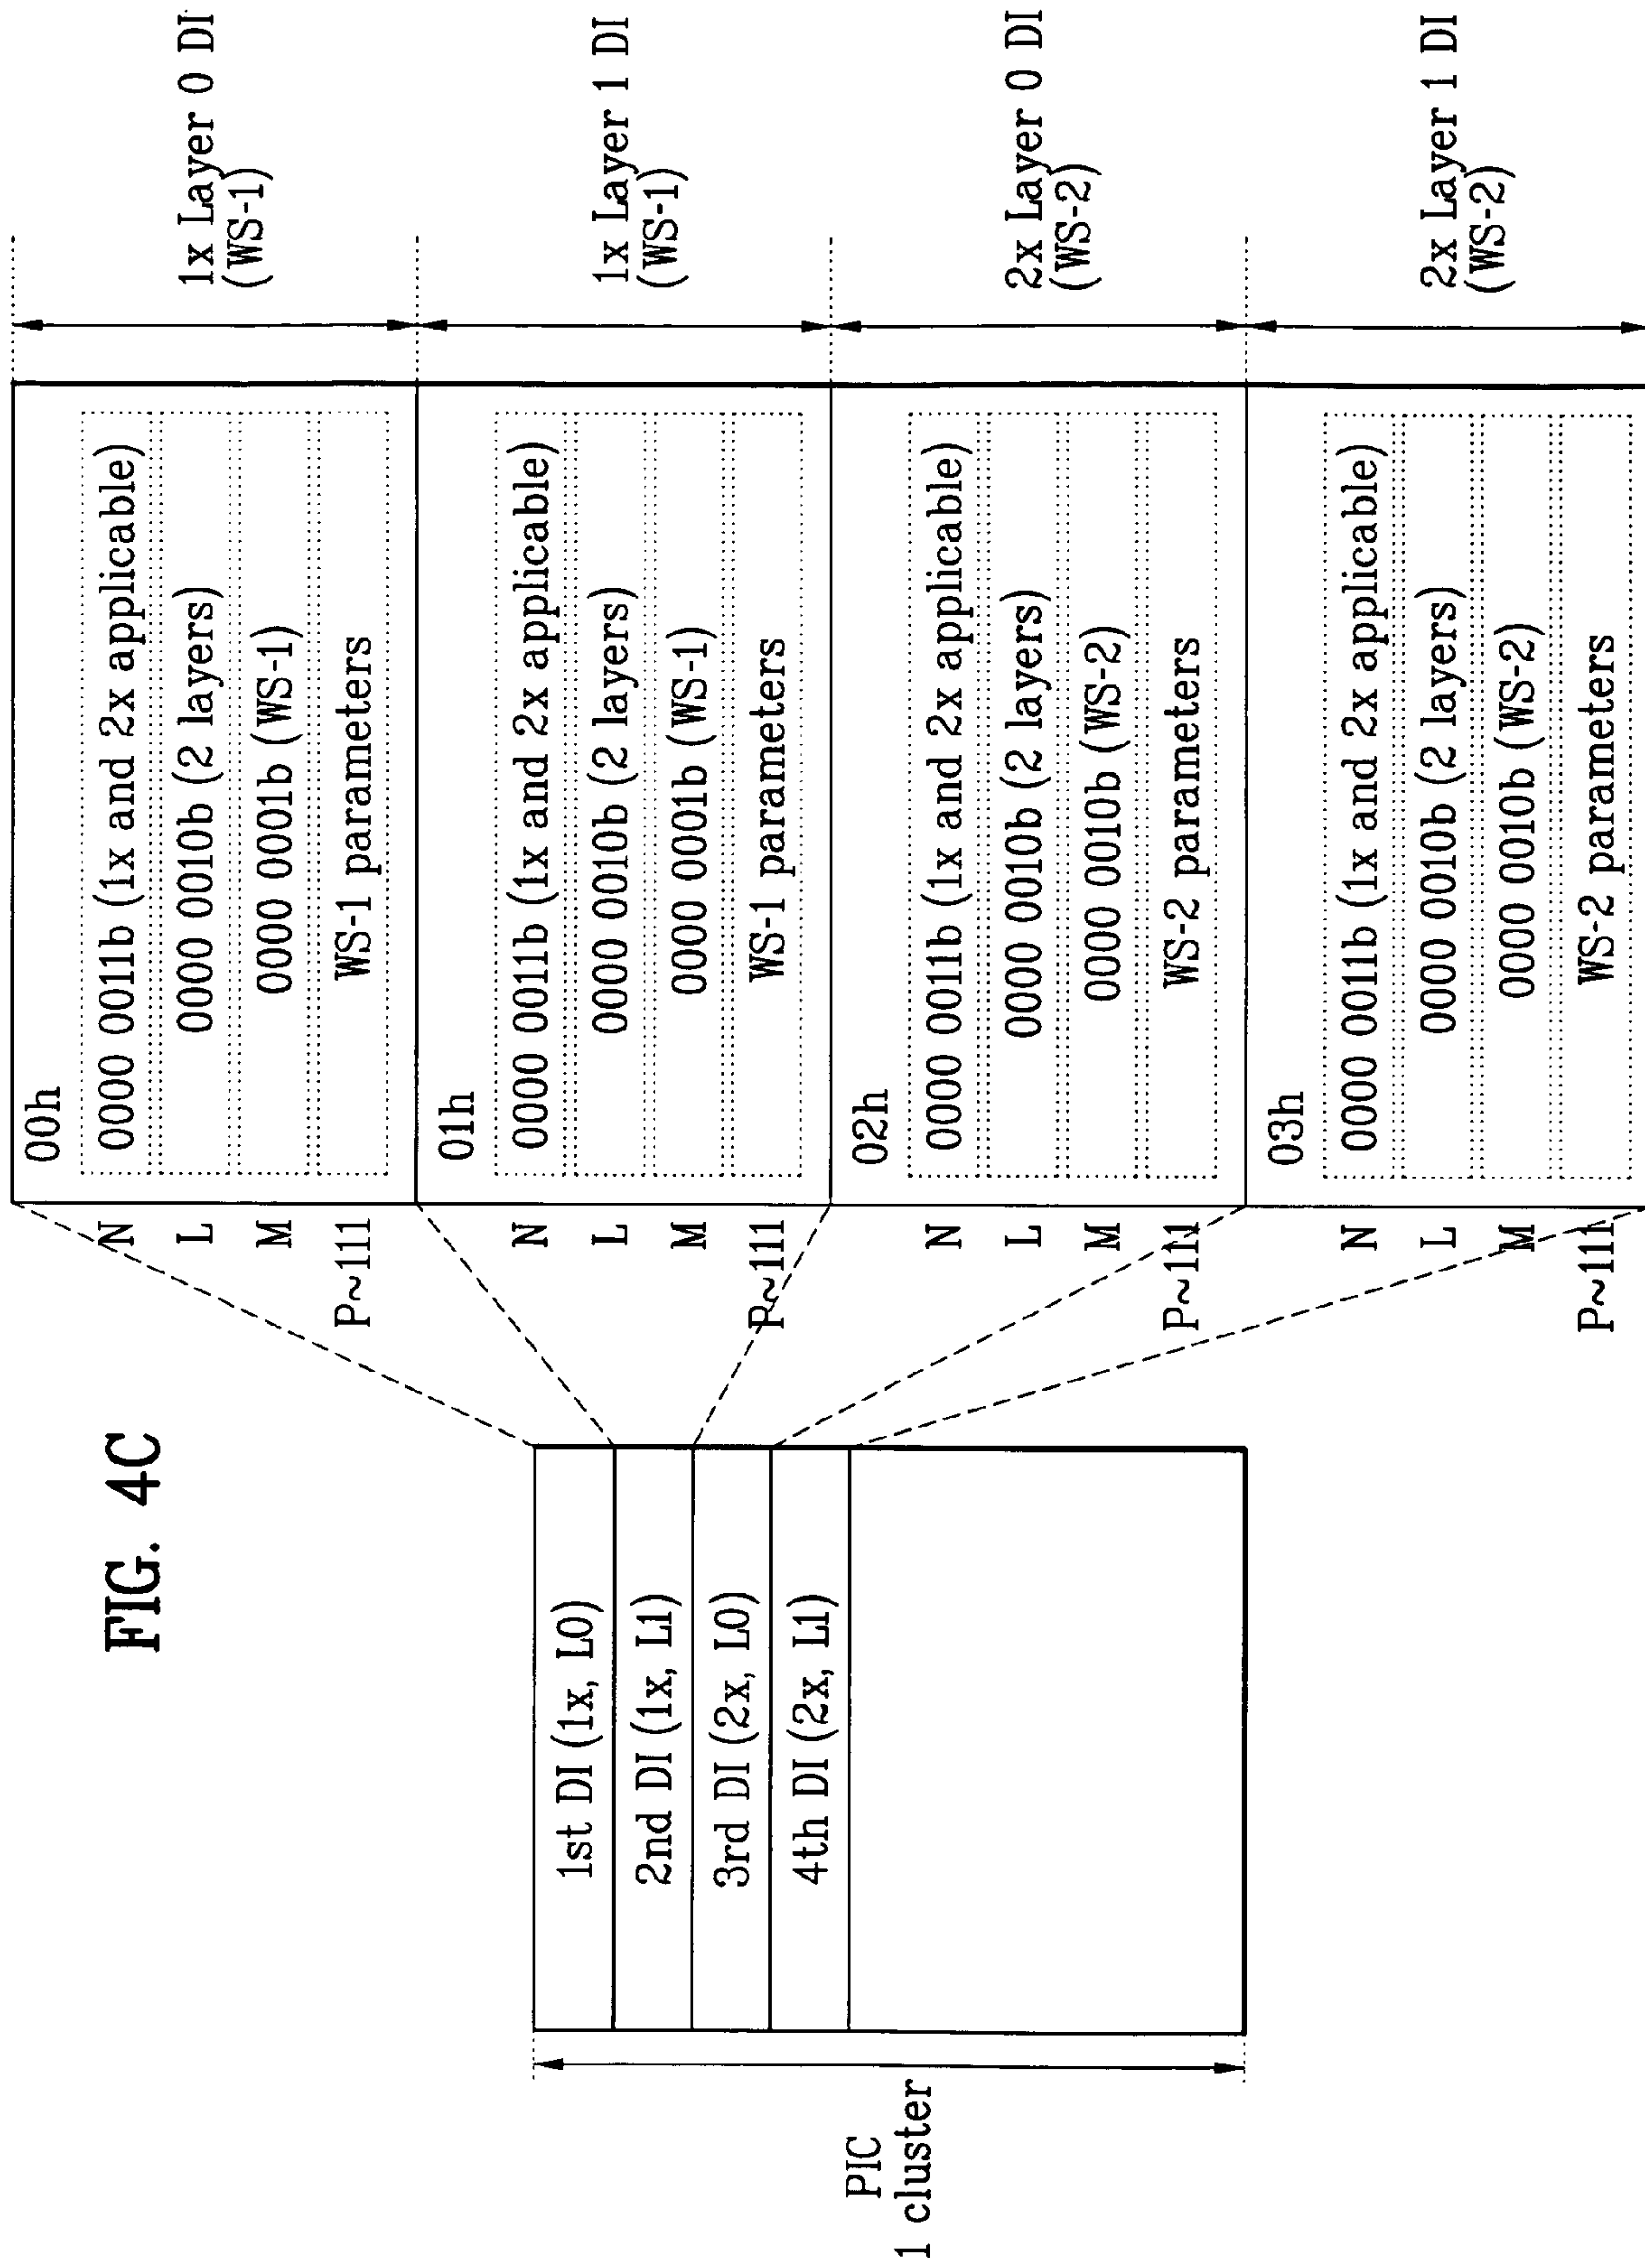 FIG. 4C
PIC
1 cluster
1st DI (1x, L0)
2nd DI (1x, L1)
3rd DI (2x, L0)
4th DI (2x, L1)
00h
N
0000 0011b (1x and 2x applicable)
L
0000 0010b (2 layers)
M
0000 0001b (WS-1)
P~111
WS-1 parameters
1x Layer 0 DI
(WS-1)
01h
N
0000 0011b (1x and 2x applicable)
L
0000 0010b (2 layers)
M
0000 0001b (WS-1)
P~111
WS-1 parameters
1x Layer 1 DI
(WS-1)
02h
N
0000 0011b (1x and 2x applicable)
L
0000 0010b (2 layers)
M
0000 0010b (WS-2)
P~111
WS-2 parameters
2x Layer 0 DI
(WS-2)
03h
N
0000 0011b (1x and 2x applicable)
L
0000 0010b (2 layers)
M
0000 0010b (WS-2)
P~111
WS-2 parameters
2x Layer 1 DI
(WS-2)